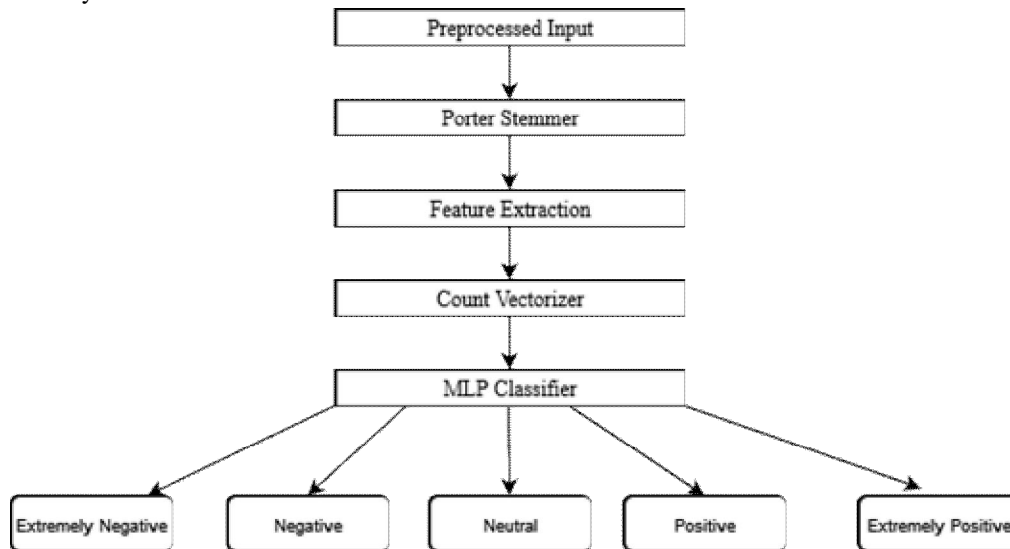 Preprocessed Input
Porter Stemmer
Feature Extraction
Count Vectorizer
MLP Classifier
Extremely Negative
Negative
Neutral
Positive
Extremely Positive